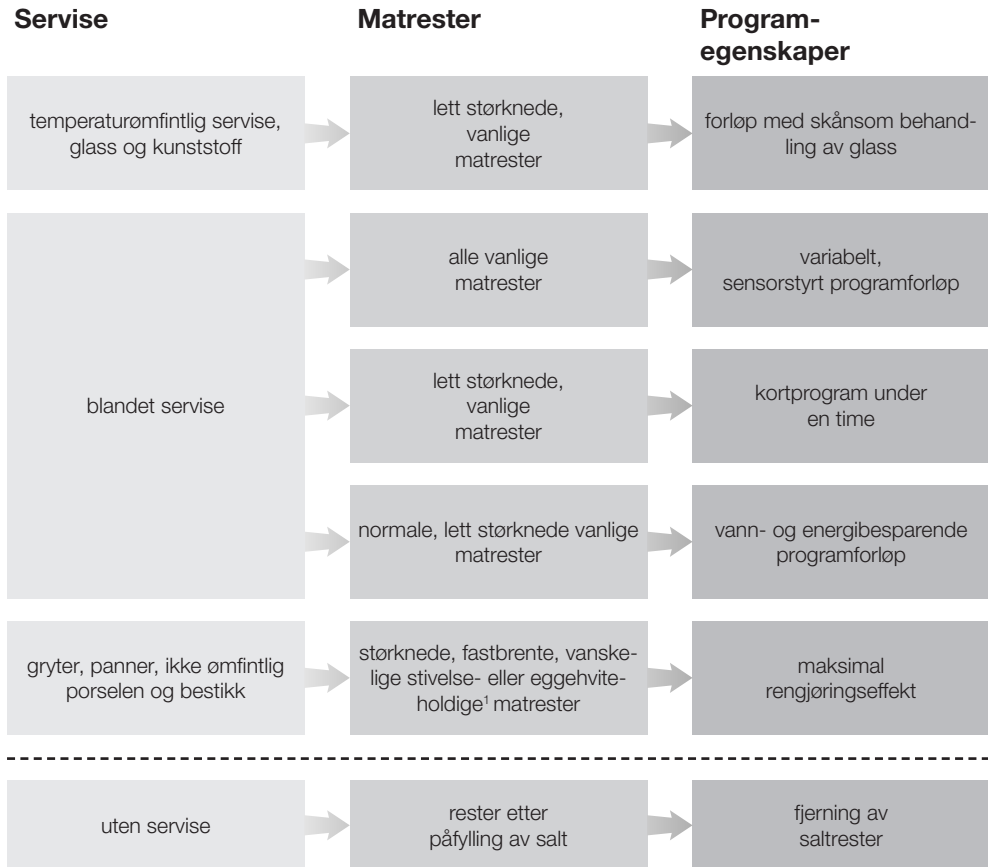 Servise
Matrester
Program-
egenskaper
temperaturømfintlig servise,
glass og kunststoff
lett størknede,
vanlige
matrester
forløp med skånsom behand-
ling av glass
blandet servise
alle vanlige
matrester
variabelt,
sensorstyrt programforløp
lett størknede,
vanlige
matrester
kortprogram under
en time
normale, lett størknede vanlige
matrester
vann- og energibesparende
programforløp
gryter, panner, ikke ømfintlig
porselen og bestikk
størknede, fastbrente, vanske-
lige stivelse- eller eggehvite-
holdige¹ matrester
maksimal
rengjøringseffekt
uten servise
rester etter
påfylling av salt
fjerning av
saltrester